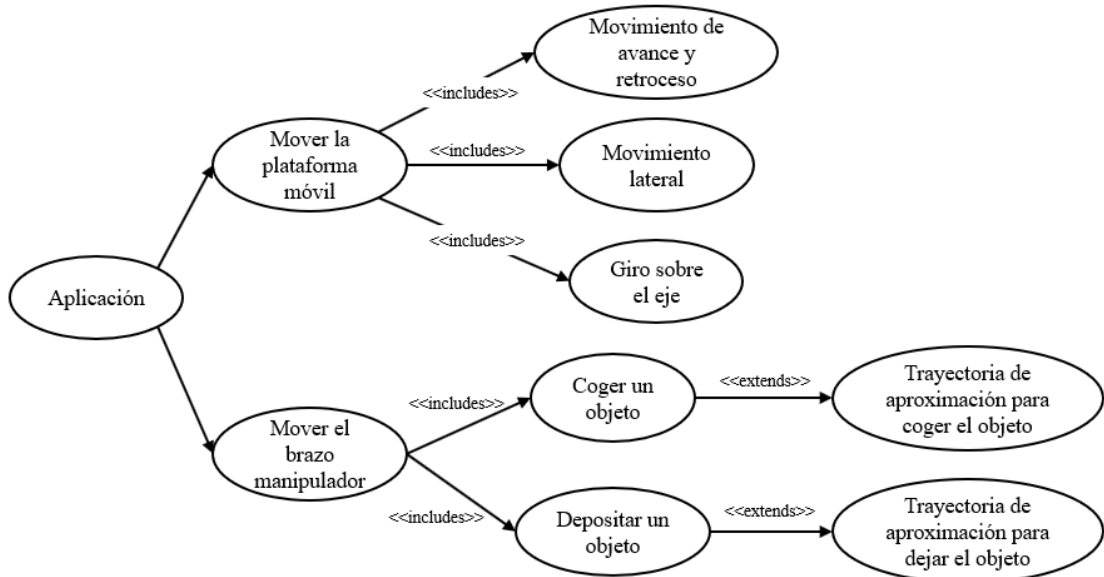 Movimiento de
avance y
retroceso
<<includes>>
Mover la
plataforma
móvil
<<includes>>
Movimiento
lateral
<<includes>>
Giro sobre
el eje
Aplicación
Mover el
brazo
manipulador
<<includes>>
Coger un
objeto
<<extends>>
Trayectoria de
aproximación para
coger el objeto
<<includes>>
Depositar un
objeto
<<extends>>
Trayectoria de
aproximación para
dejar el objeto